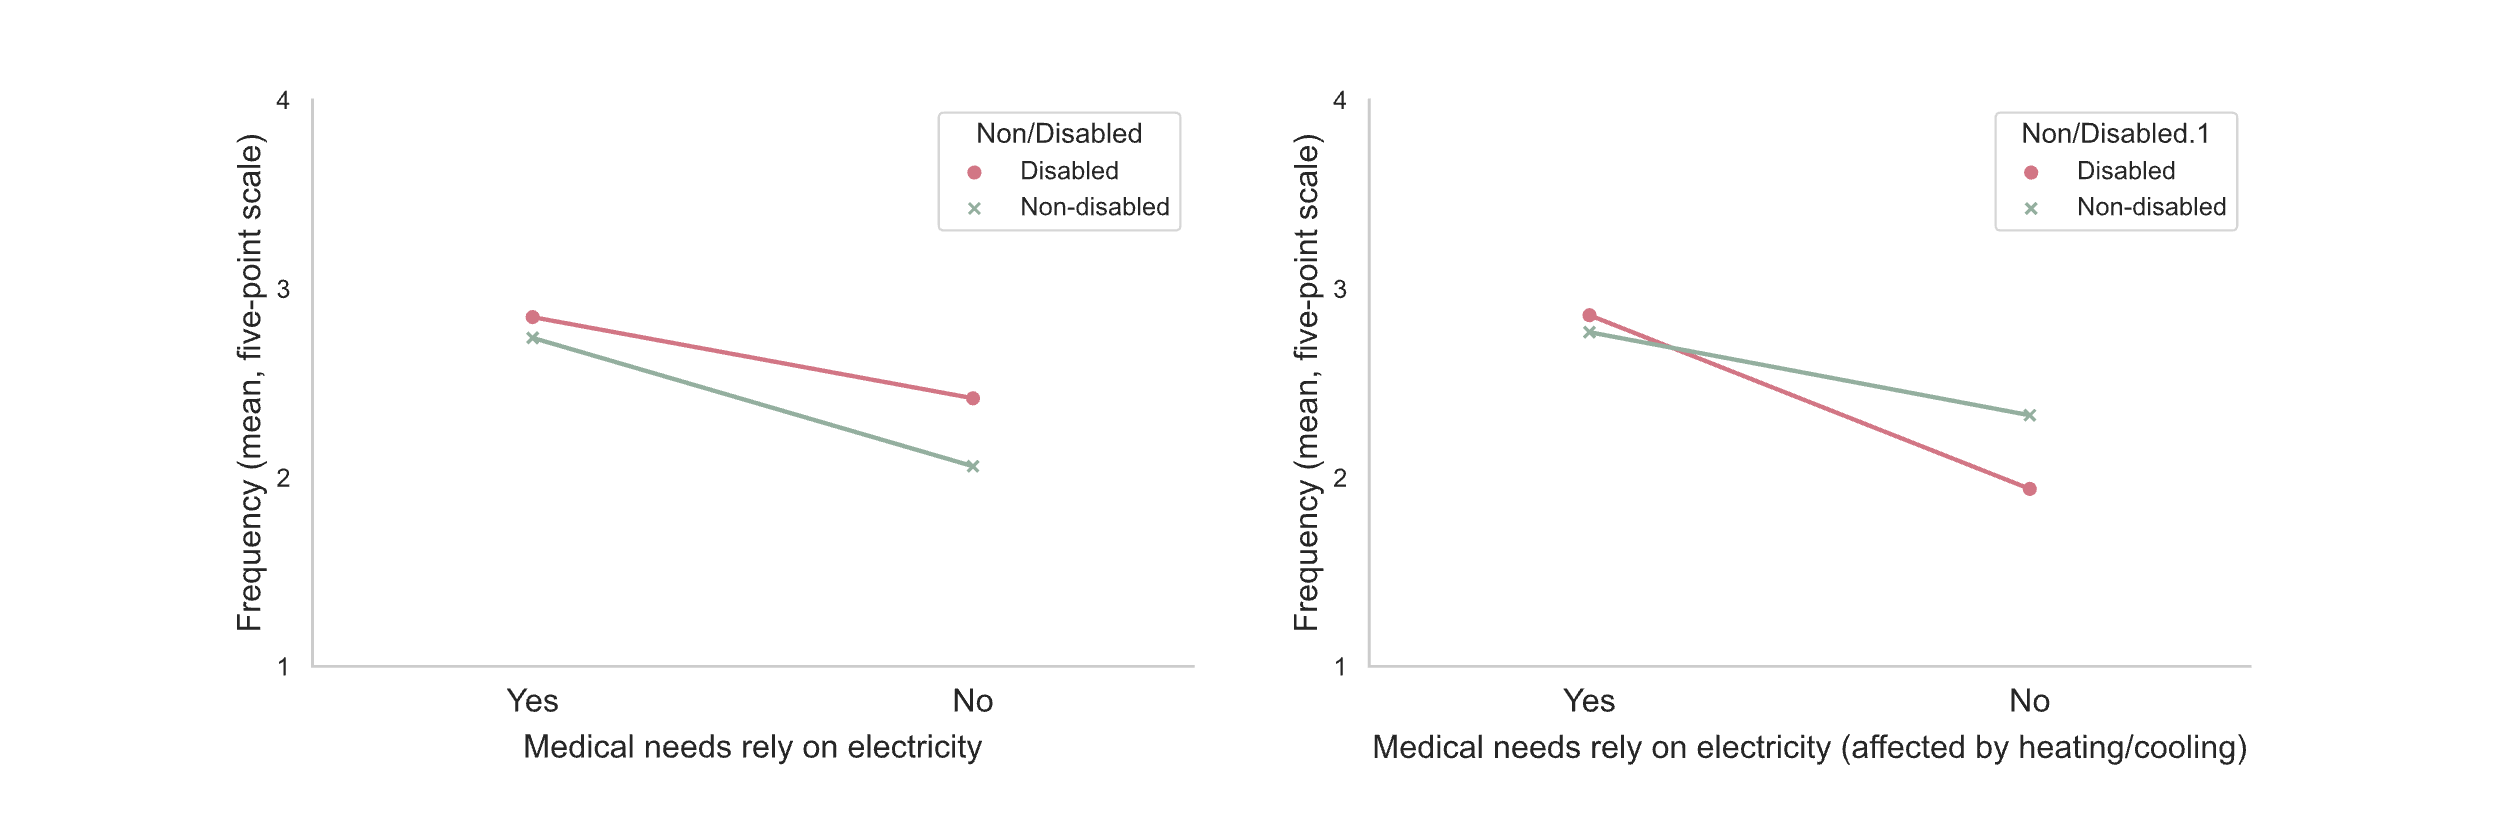 Frequency (mean, five-point scale)
4
3
2
1
Non/Disabled
Disabled
Non-disabled
Yes
No
Medical needs rely on electricity
Frequency (mean, five-point scale)
4
3
2
1
Non/Disabled.1
Disabled
Non-disabled
Yes
No
Medical needs rely on electricity (affected by heating/cooling)